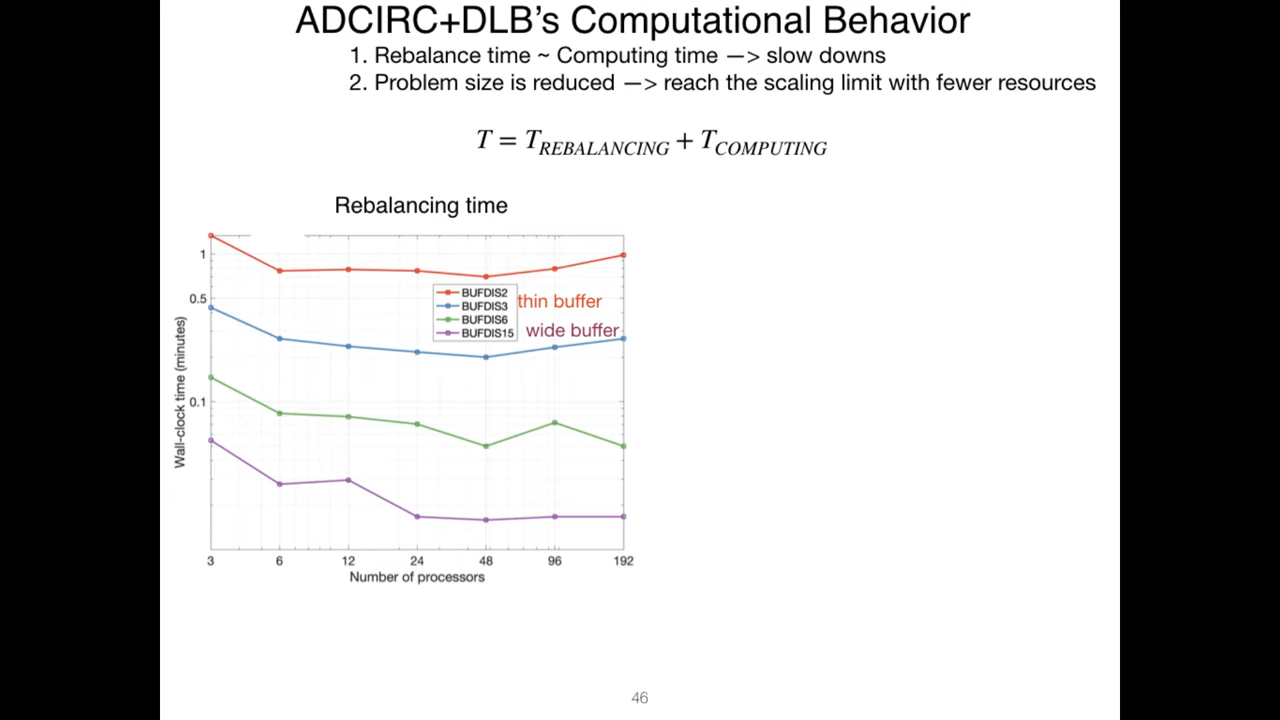 ADCIRC+DLB’s Computational Behavior
1. Rebalance time ~ Computing time —> slow downs
2. Problem size is reduced —> reach the scaling limit with fewer resources
T = T_REBALANCING + T_COMPUTING
Rebalancing time
1
0.5
0.1
Wall-clock time (minutes)
BUFDIS2
BUFDIS3
BUFDIS6
BUFDIS15
thin buffer
wide buffer
3 6 12 24 48 96 192
Number of processors
46